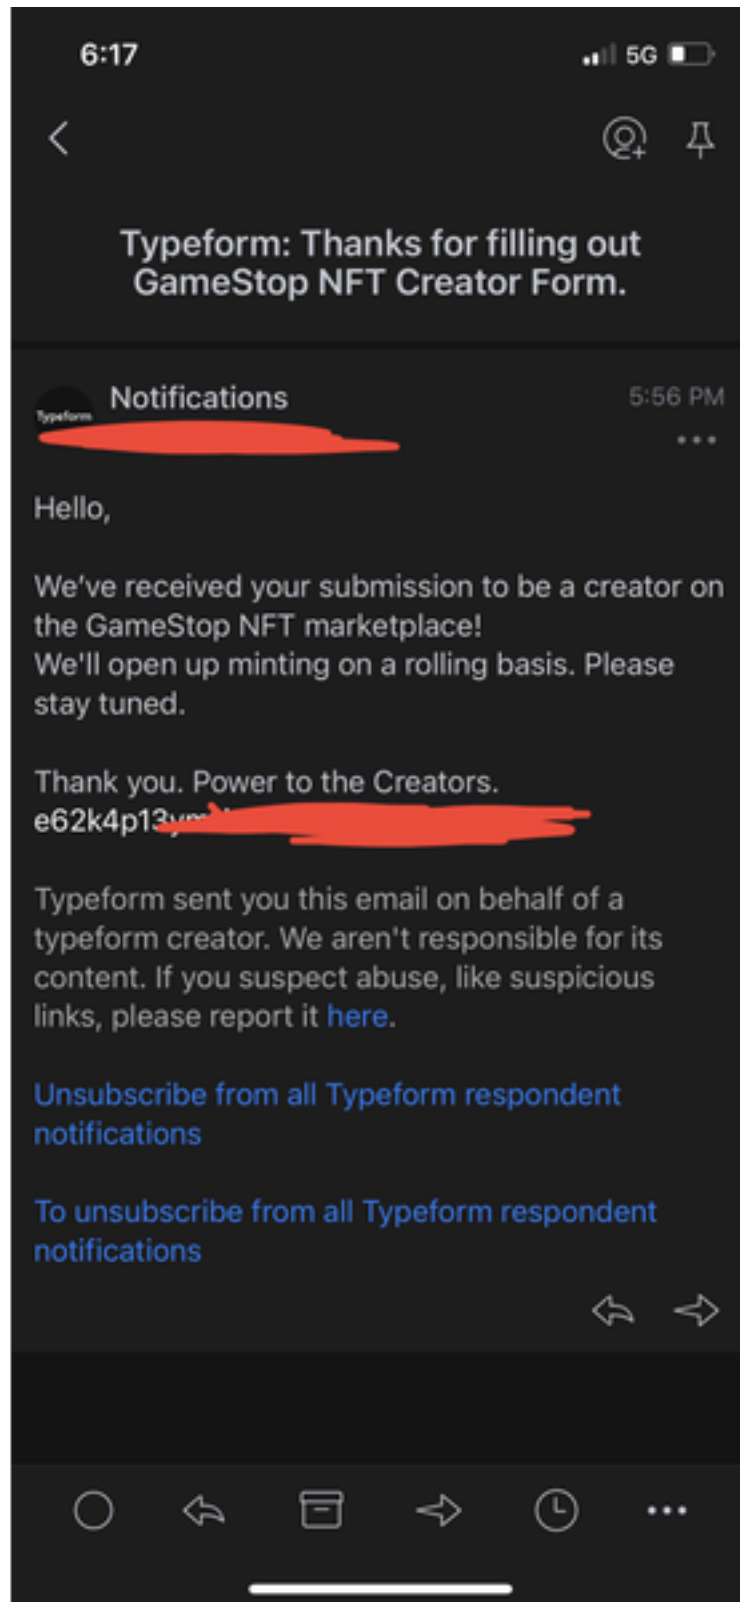 6:17
5G
Typeform: Thanks for filling out
GameStop NFT Creator Form.
Typeform
Notifications
5:56 PM
Hello,
We've received your submission to be a creator on
the GameStop NFT marketplace!
We'll open up minting on a rolling basis. Please
stay tuned.
Thank you. Power to the Creators.
e62k4p13y
Typeform sent you this email on behalf of a
typeform creator. We aren't responsible for its
content. If you suspect abuse, like suspicious
links, please report it here.
Unsubscribe from all Typeform respondent
notifications
To unsubscribe from all Typeform respondent
notifications